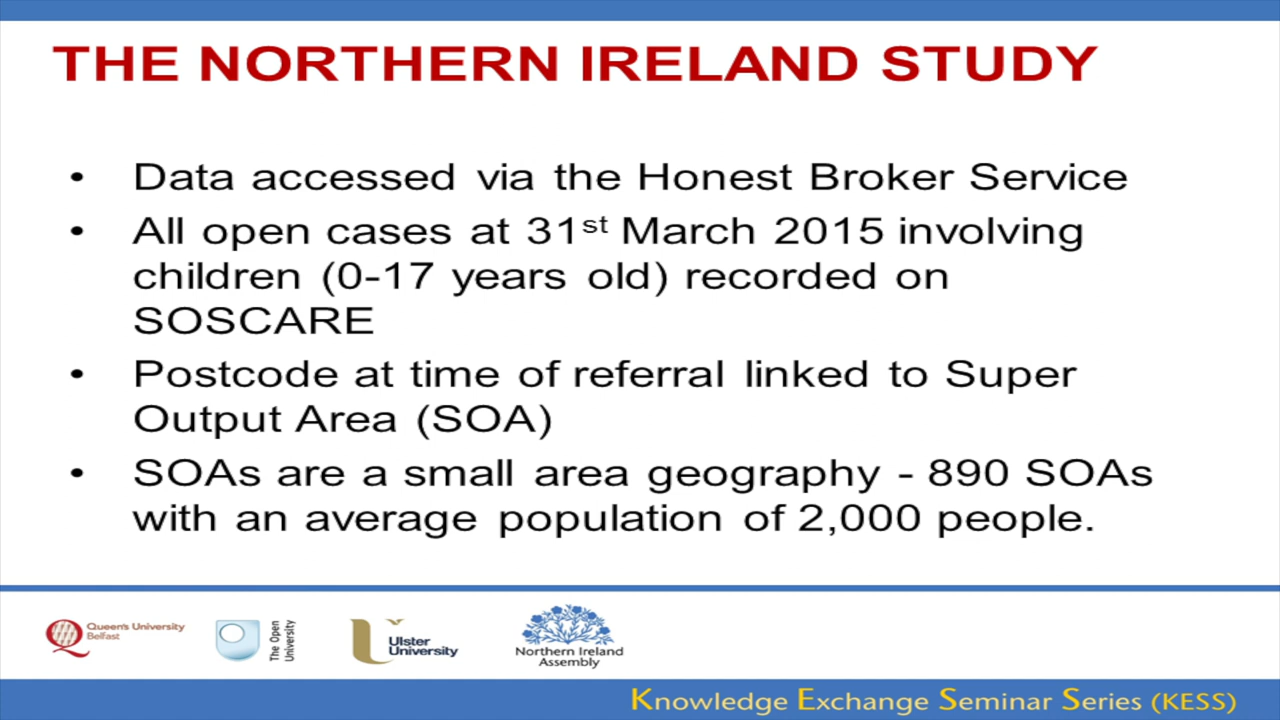 THE NORTHERN IRELAND STUDY
• Data accessed via the Honest Broker Service
• All open cases at 31st March 2015 involving
children (0-17 years old) recorded on
SOSCARE
• Postcode at time of referral linked to Super
Output Area (SOA)
• SOAs are a small area geography - 890 SOAs
with an average population of 2,000 people.
Queen's University
Belfast
The Open
University
Ulster
University
Northern Ireland
Assembly
Knowledge Exchange Seminar Series (KESS)